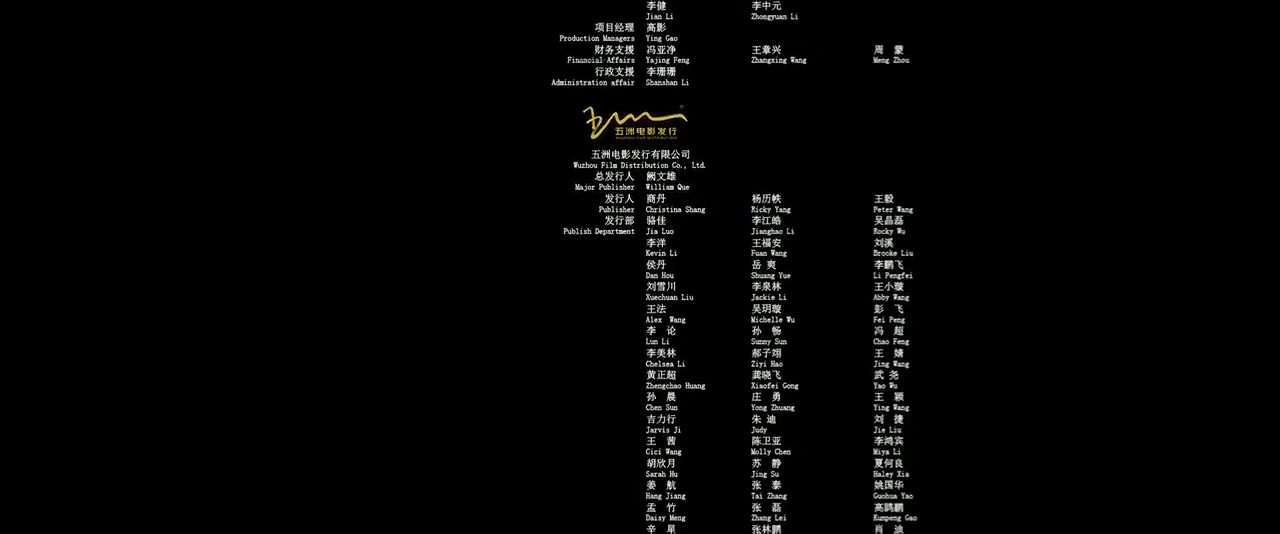 李健 李中元
Jian Li Zhongyuan Li
项目经理 高影
Production Managers Ying Gao
财务支援 冯亚净 王章兴 周 蒙
Financial Affairs Yajing Feng Zhangxing Wang Meng Zhou
行政支援 李珊珊
Administration affair Shanshan Li
五洲电影发行
WUZHOU FILM DISTRIBUTION
五洲电影发行有限公司
Wuzhou Film Distribution Co., Ltd.
总发行人 阙文雄
Major Publisher William Que
发行人 商丹 杨历帙 王毅
Publisher Christina Shang Ricky Yang Peter Wang
发行部 骆佳 李江皓 吴晶磊
Publish Department Jia Luo Jianghao Li Rocky Wu
李洋 王福安 刘溪
Kevin Li Fuan Wang Brooke Liu
侯丹 岳 爽 李鹏飞
Dan Hou Shuang Yue Li Pengfei
刘雪川 李泉林 王小璇
Xuechuan Liu Jackie Li Abby Wang
王法 吴玥璇 彭 飞
Alex Wang Michelle Wu Fei Peng
李 论 孙 畅 冯 超
Lun Li Sunny Sun Chao Feng
李美林 郝子翊 王 婧
Chelsea Li Ziyi Hao Jing Wang
黄正超 龚晓飞 武 尧
Zhengchao Huang Xiaofei Gong Yao Wu
孙 晨 庄 勇 王 颖
Chen Sun Yong Zhuang Ying Wang
吉力行 朱 迪 刘 捷
Jarvis Ji Judy Jie Liu
王 茜 陈卫亚 李鸿宾
Cici Wang Molly Chen Miya Li
胡欣月 苏 静 夏何良
Sarah Hu Jing Su Haley Xia
姜 航 张 泰 姚国华
Hang Jiang Tai Zhang Guohua Yao
孟 竹 张 磊 高鹍鹏
Daisy Meng Zhang Lei Kunpeng Gao
张林鹏 肖 迪